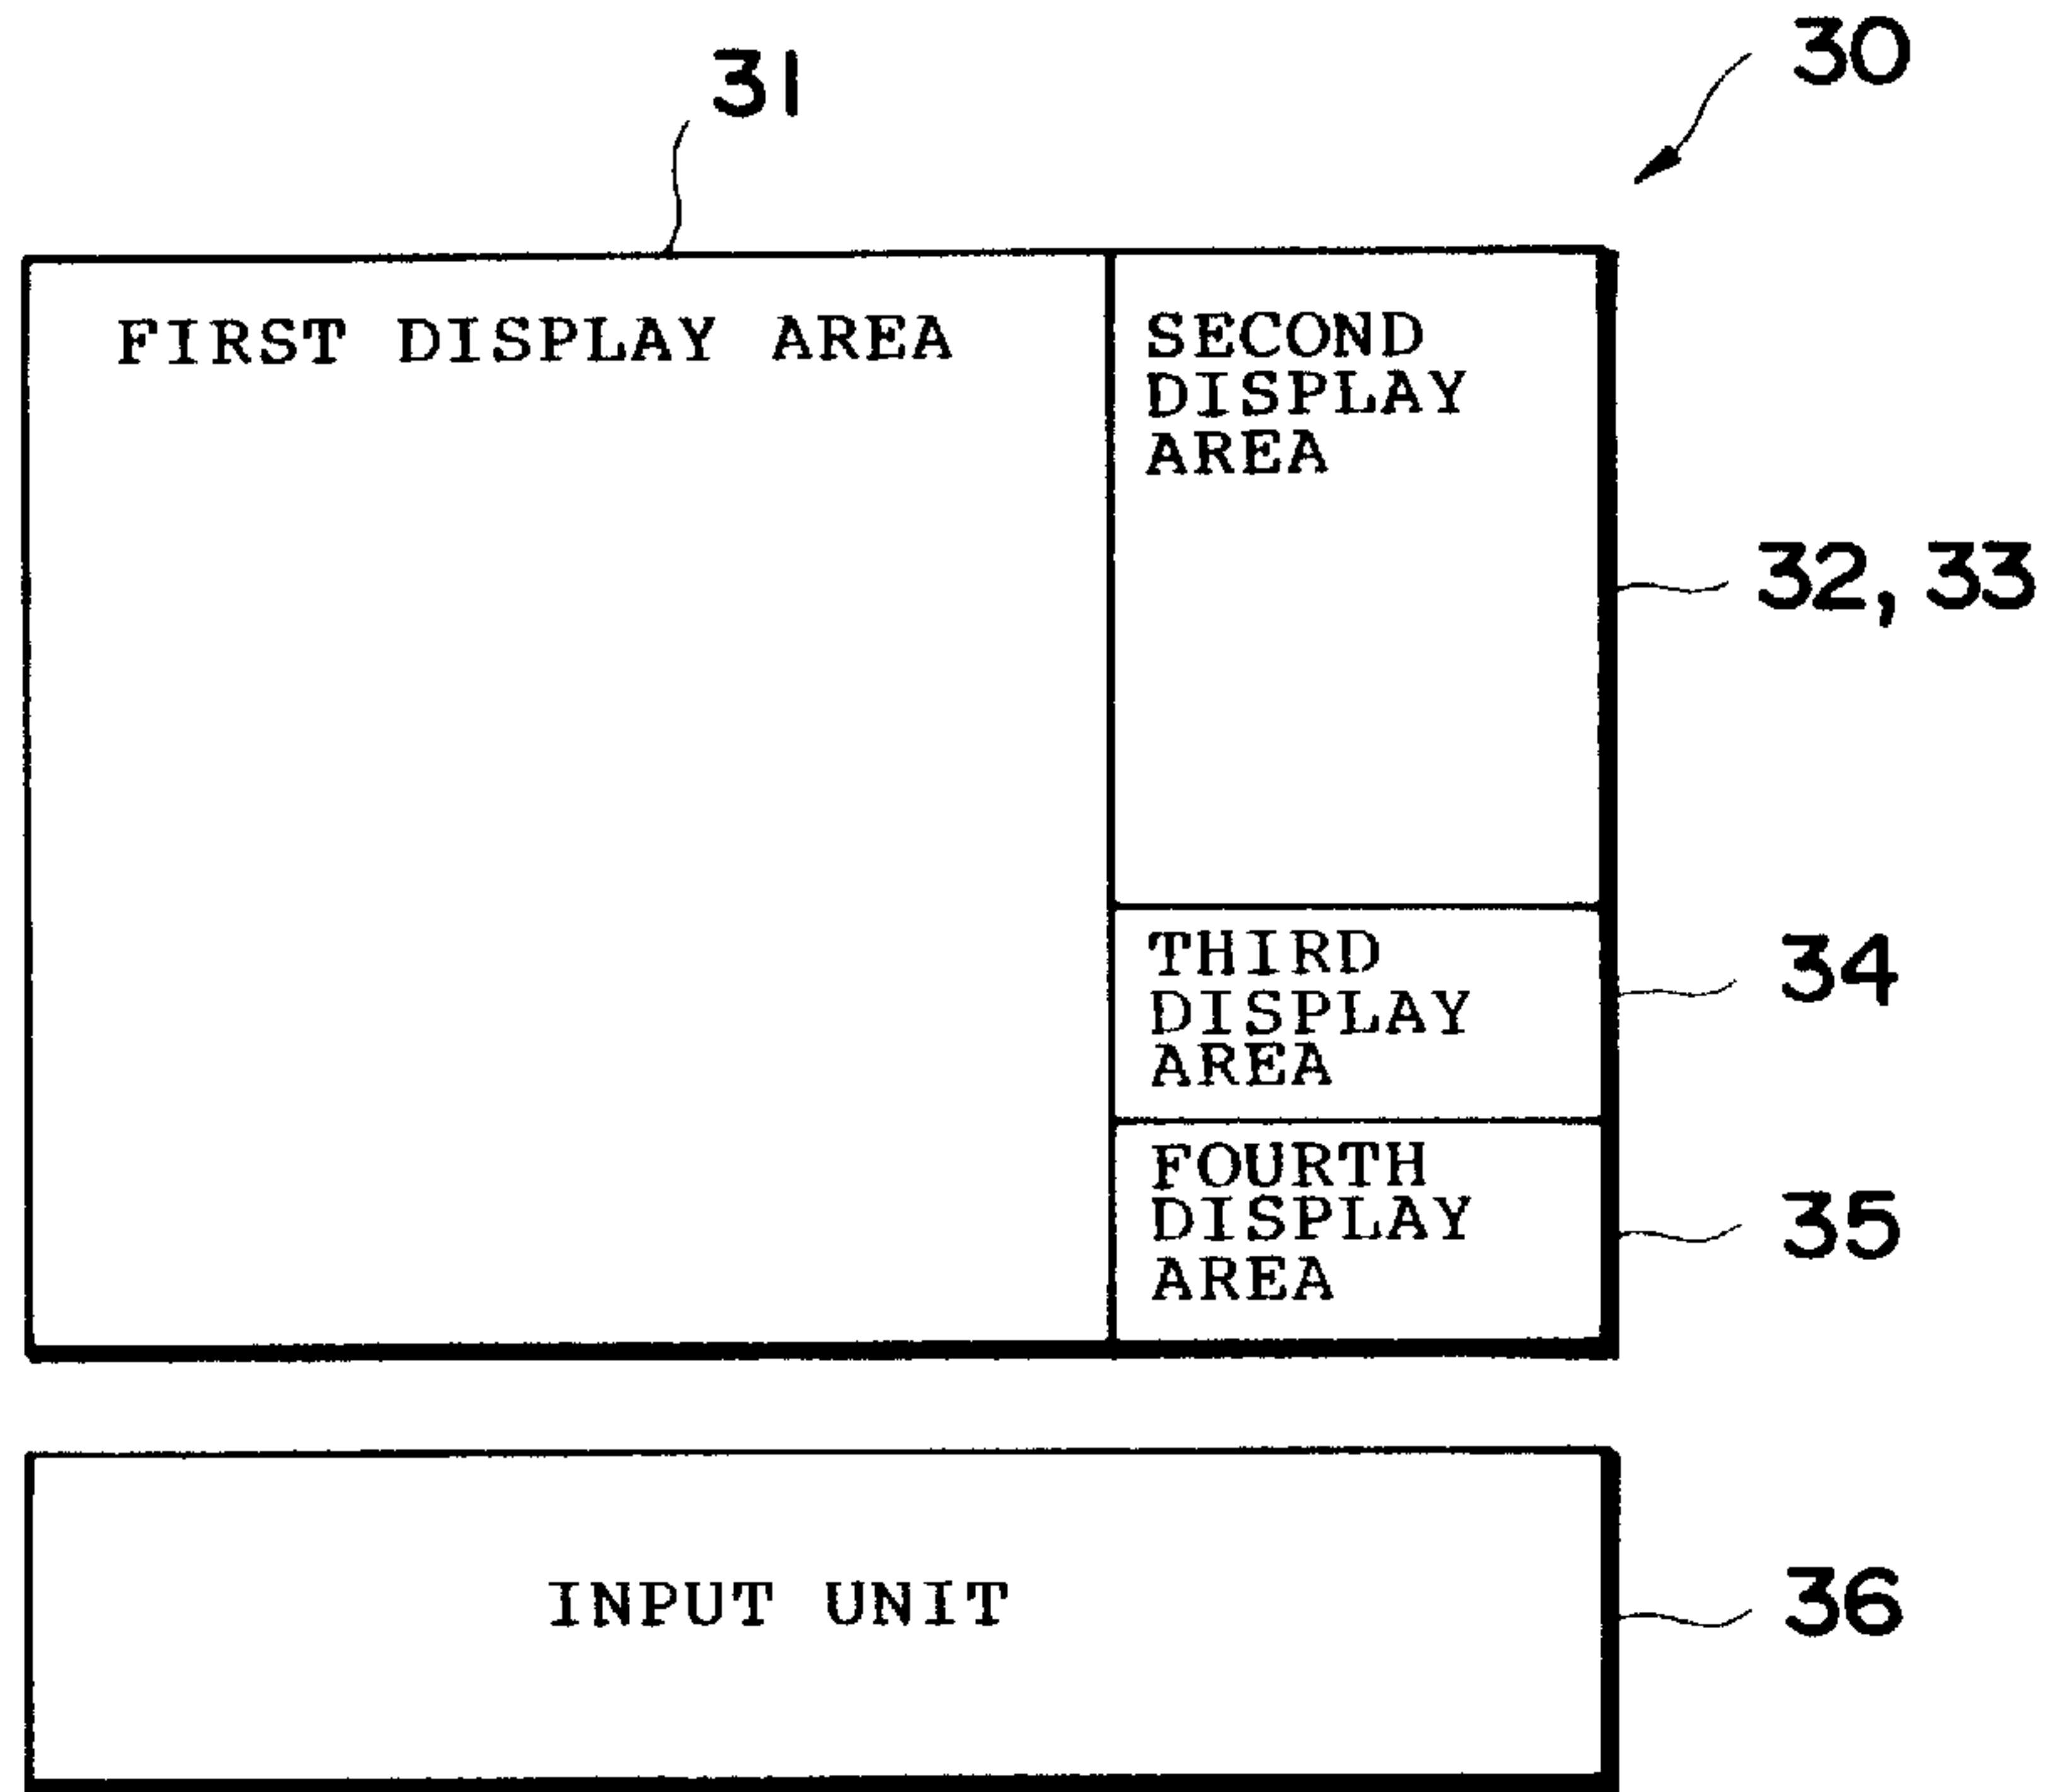 30
31
FIRST DISPLAY AREA
SECOND
DISPLAY
AREA
32, 33
THIRD
DISPLAY
AREA
34
FOURTH
DISPLAY
AREA
35
INPUT UNIT
36